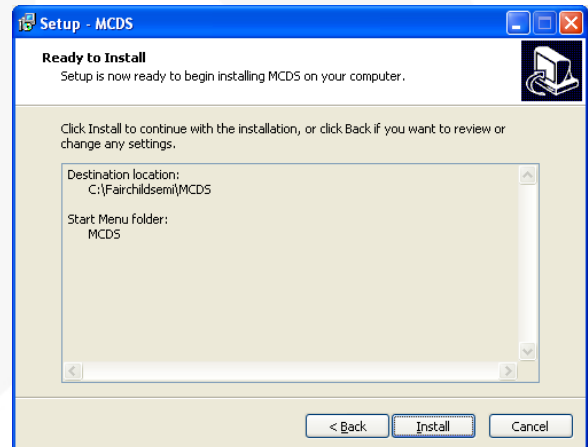 Setup - MCDS
Ready to Install
Setup is now ready to begin installing MCDS on your computer.
Click Install to continue with the installation, or click Back if you want to review or
change any settings.
Destination location:
C:\Fairchildsemi\MCDS
Start Menu folder:
MCDS
< Back
Install
Cancel